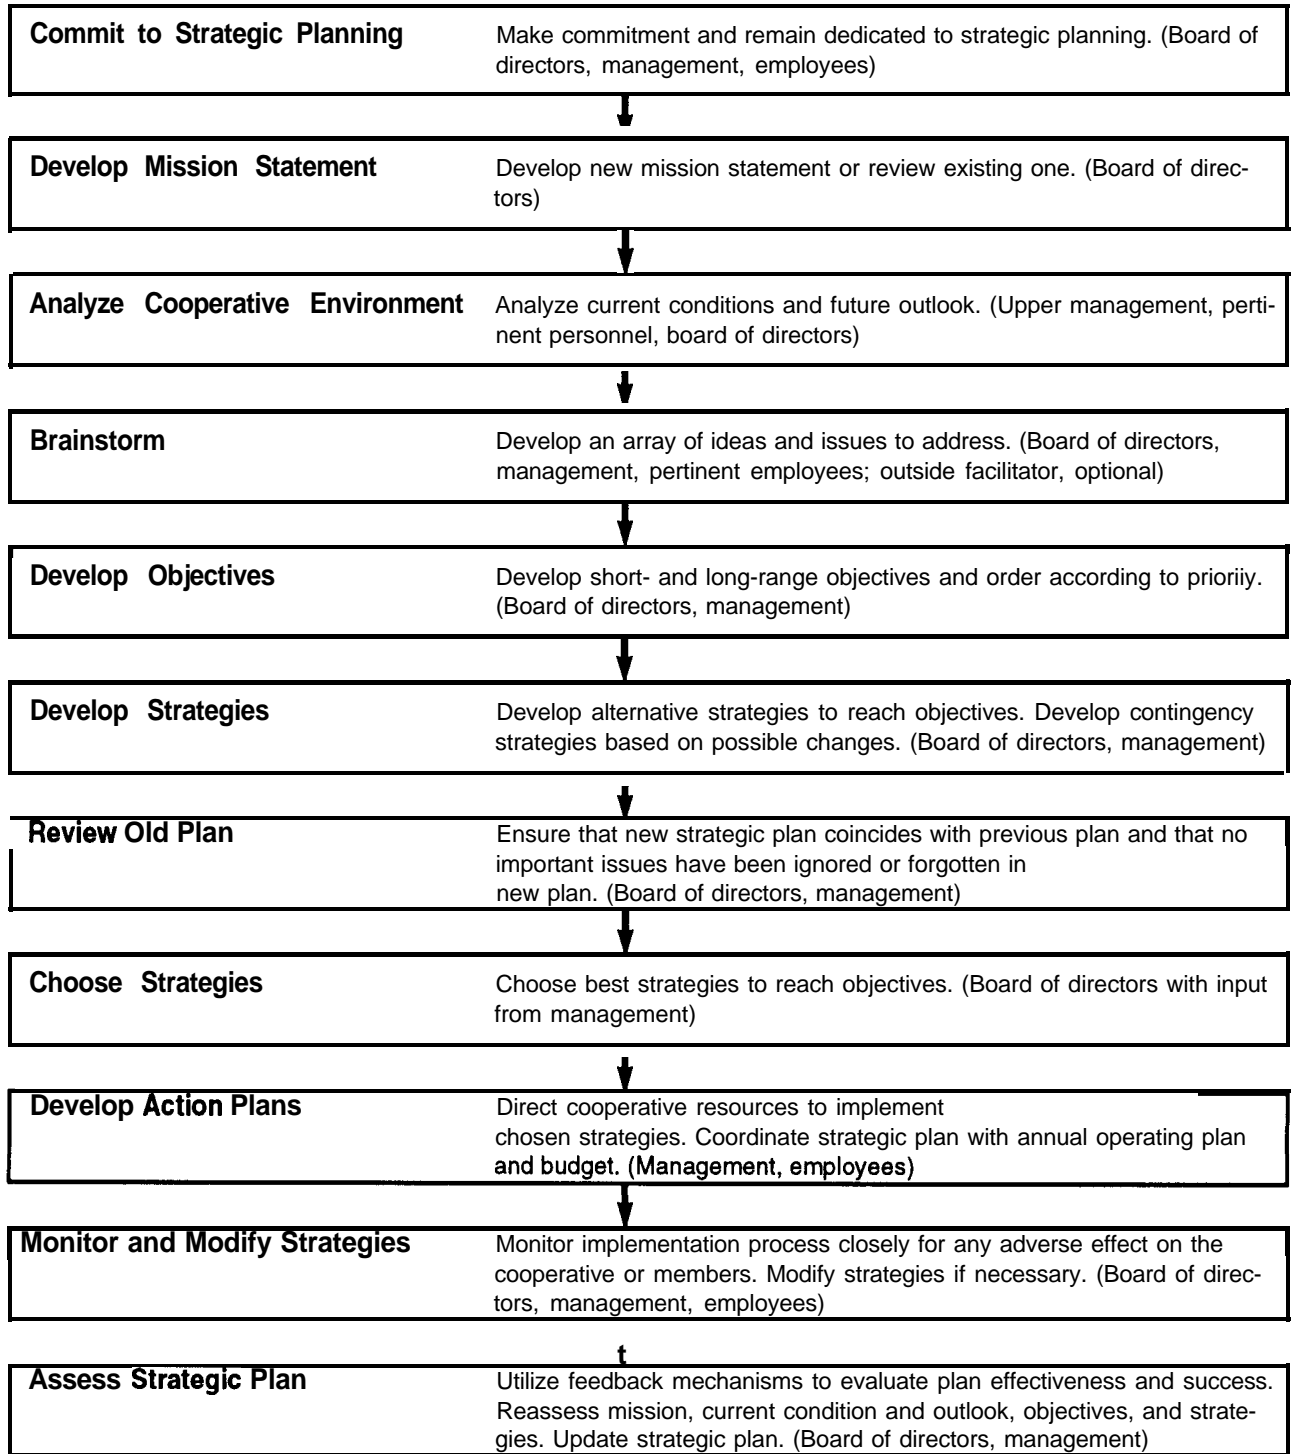 Commit to Strategic Planning
Make commitment and remain dedicated to strategic planning. (Board of
directors, management, employees)
Develop Mission Statement
Develop new mission statement or review existing one. (Board of direc-
tors)
Analyze Cooperative Environment
Analyze current conditions and future outlook. (Upper management, perti-
nent personnel, board of directors)
Brainstorm
Develop an array of ideas and issues to address. (Board of directors,
management, pertinent employees; outside facilitator, optional)
Develop Objectives
Develop short- and long-range objectives and order according to prioriiy.
(Board of directors, management)
Develop Strategies
Develop alternative strategies to reach objectives. Develop contingency
strategies based on possible changes. (Board of directors, management)
Review Old Plan
Ensure that new strategic plan coincides with previous plan and that no
important issues have been ignored or forgotten in
new plan. (Board of directors, management)
Choose Strategies
Choose best strategies to reach objectives. (Board of directors with input
from management)
Develop Action Plans
Direct cooperative resources to implement
chosen strategies. Coordinate strategic plan with annual operating plan
and budget. (Management, employees)
Monitor and Modify Strategies
Monitor implementation process closely for any adverse effect on the
cooperative or members. Modify strategies if necessary. (Board of direc-
tors, management, employees)
t
Assess Strategic Plan
Utilize feedback mechanisms to evaluate plan effectiveness and success.
Reassess mission, current condition and outlook, objectives, and strate-
gies. Update strategic plan. (Board of directors, management)